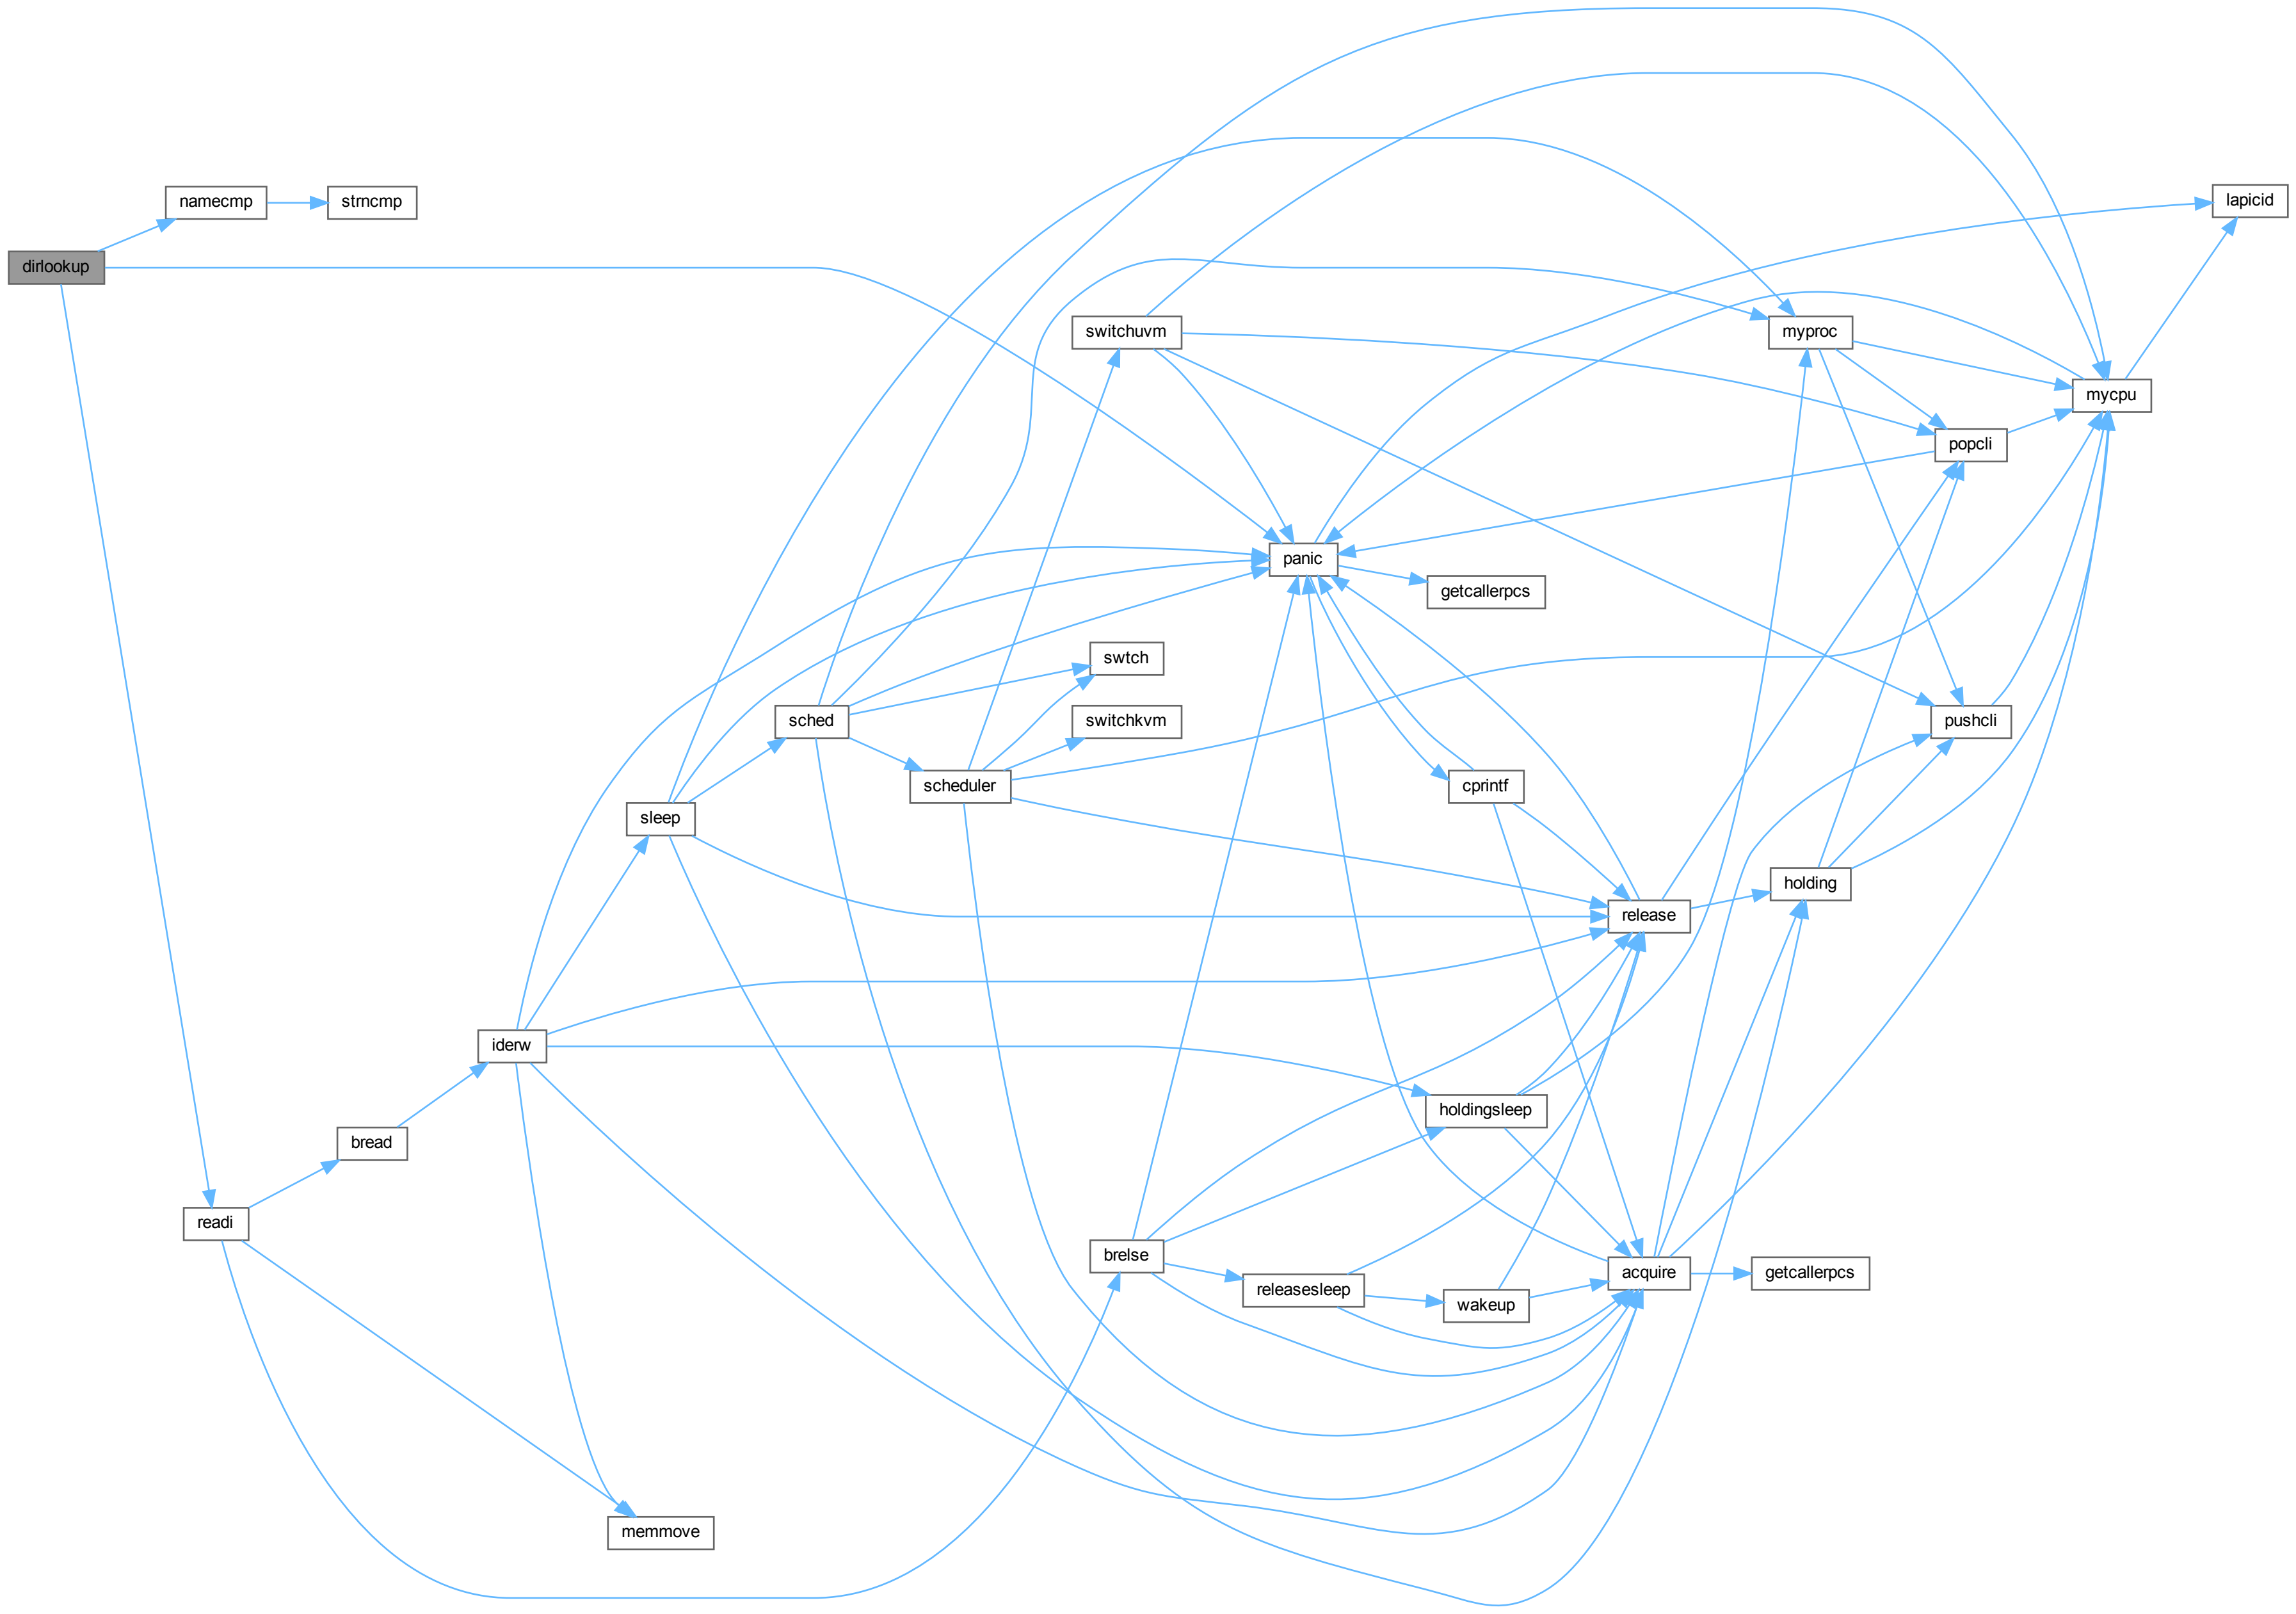 dirlookup
namecmp
strncmp
readi
bread
iderw
sleep
memmove
sched
scheduler
switchuvm
swtch
switchkvm
brelse
releasesleep
panic
getcallerpcs
cprintf
holdingsleep
wakeup
release
acquire
myproc
holding
getcallerpcs
popcli
pushcli
mycpu
lapicid